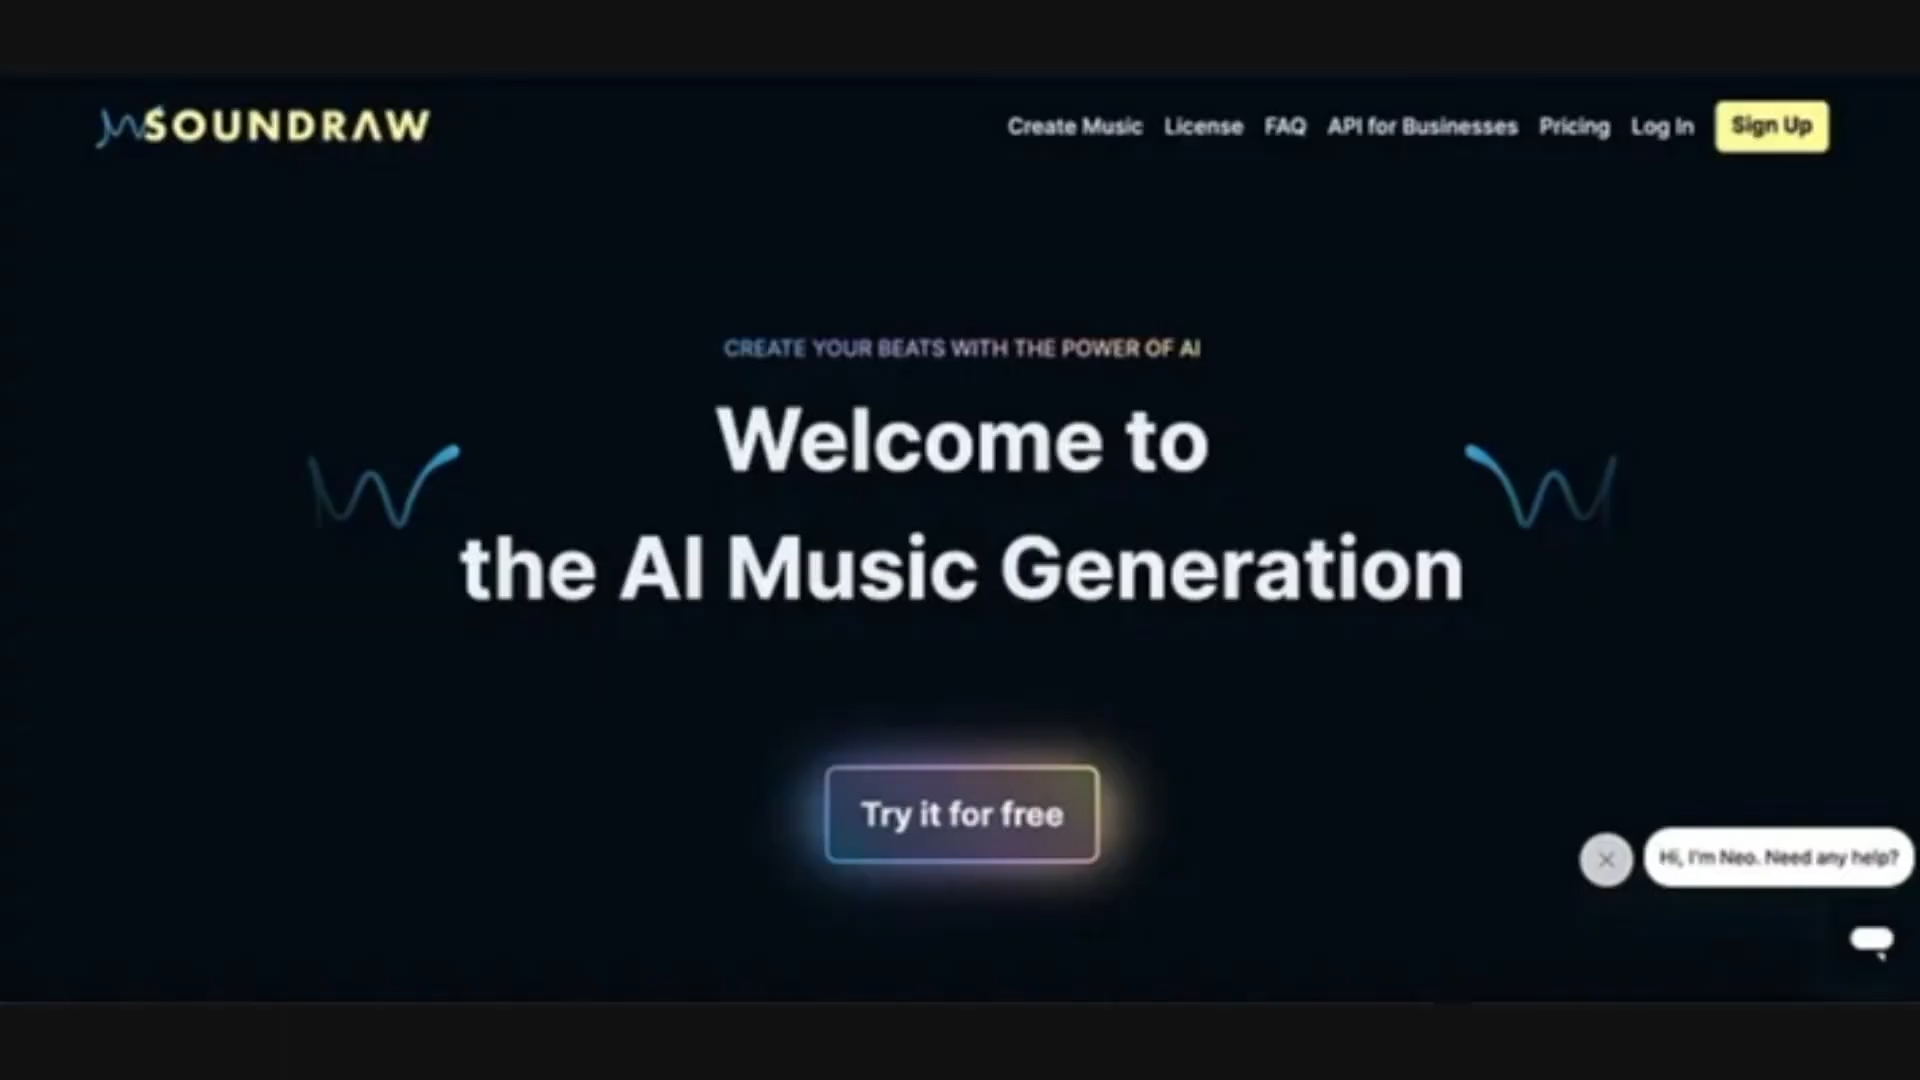 SOUNDRAW
Create Music License FAQ API for Businesses Pricing Log In Sign Up
CREATE YOUR BEATS WITH THE POWER OF AI
Welcome to
the AI Music Generation
Try it for free
Hi, I'm Neo. Need any help?